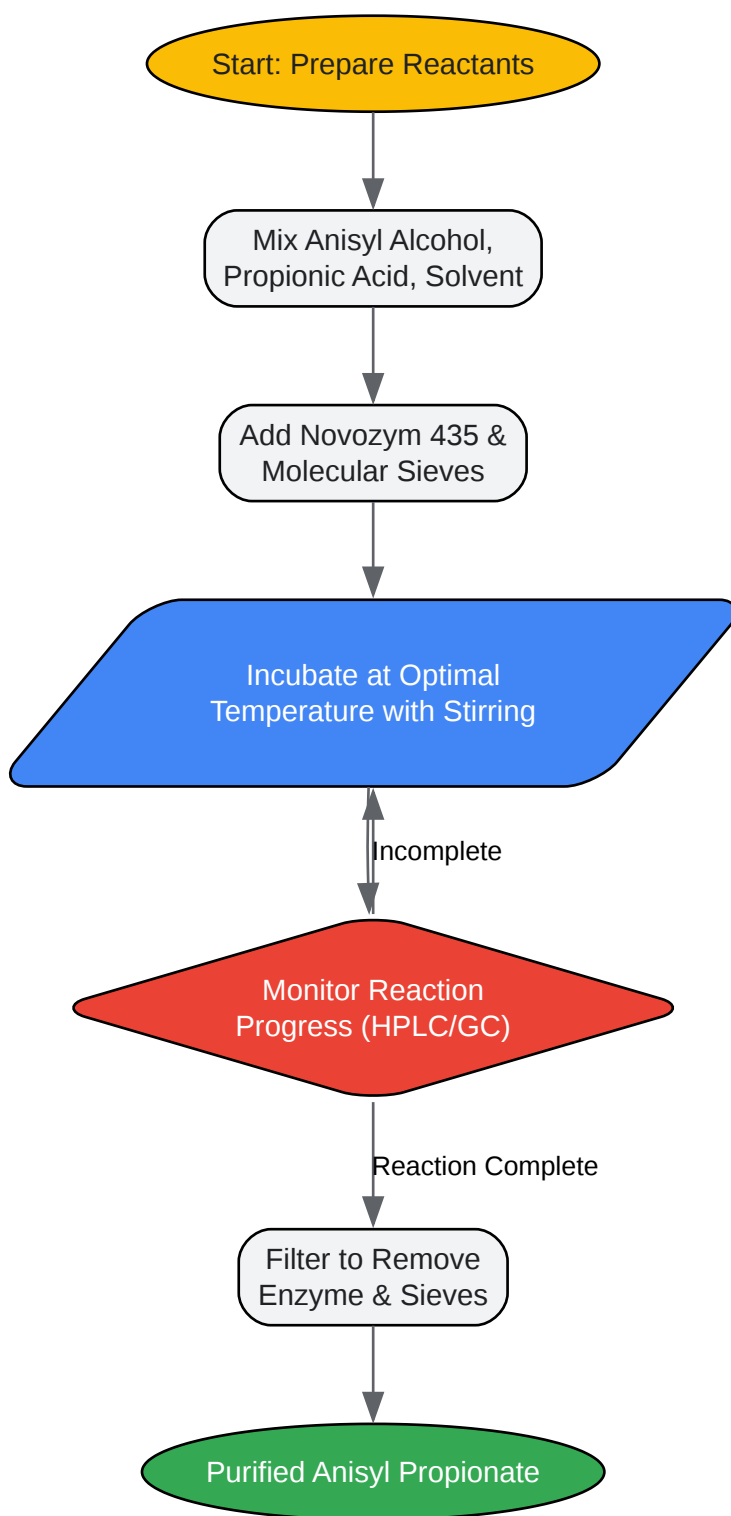 Start: Prepare Reactants
Mix Anisyl Alcohol,
Propionic Acid, Solvent
Add Novozym 435 &
Molecular Sieves
Incubate at Optimal
Temperature with Stirring
Incomplete
Monitor Reaction
Progress (HPLC/GC)
Reaction Complete
Filter to Remove
Enzyme & Sieves
Purified Anisyl Propionate